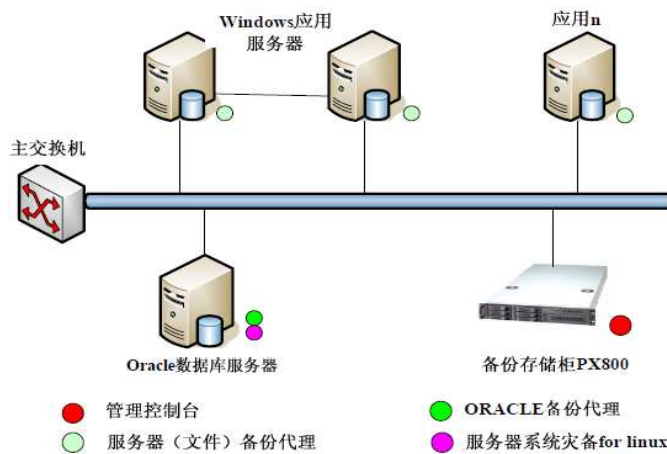 Windows应用
服务器
应用n
主交换机
Oracle数据库服务器
备份存储柜PX800
管理控制台
ORACLE备份代理
服务器（文件）备份代理
服务器系统灾备for linux